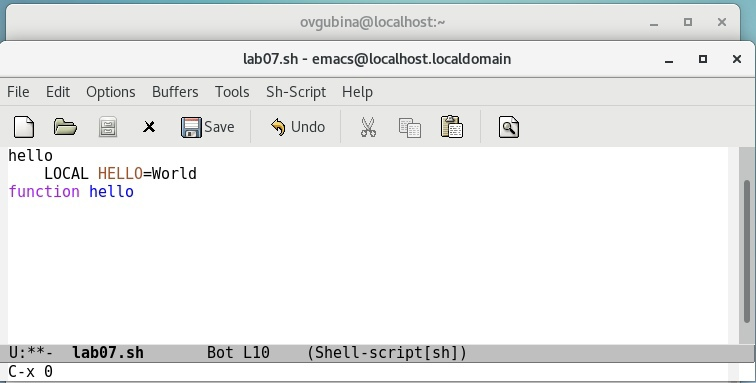 ovgubina@localhost:~
lab07.sh - emacs@localhost.localdomain
File Edit Options Buffers Tools Sh-Script Help
Save Undo
hello
    LOCAL HELLO=World
function hello
U:**-  lab07.sh       Bot L10    (Shell-script[sh])
C-x 0